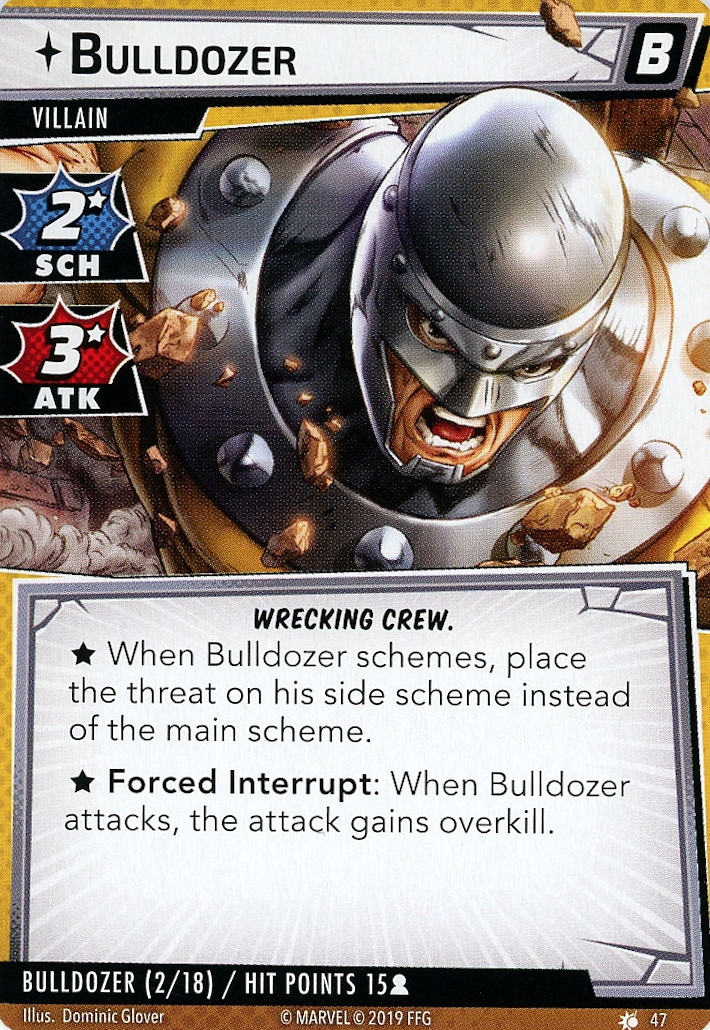 BULLDOZER
B
VILLAIN
2★
SCH
3★
ATK
WRECKING CREW.
★ When Bulldozer schemes, place
the threat on his side scheme instead
of the main scheme.
★ Forced Interrupt: When Bulldozer
attacks, the attack gains overkill.
BULLDOZER (2/18) / HIT POINTS 15
Illus. Dominic Glover
© MARVEL © 2019 FFG
47